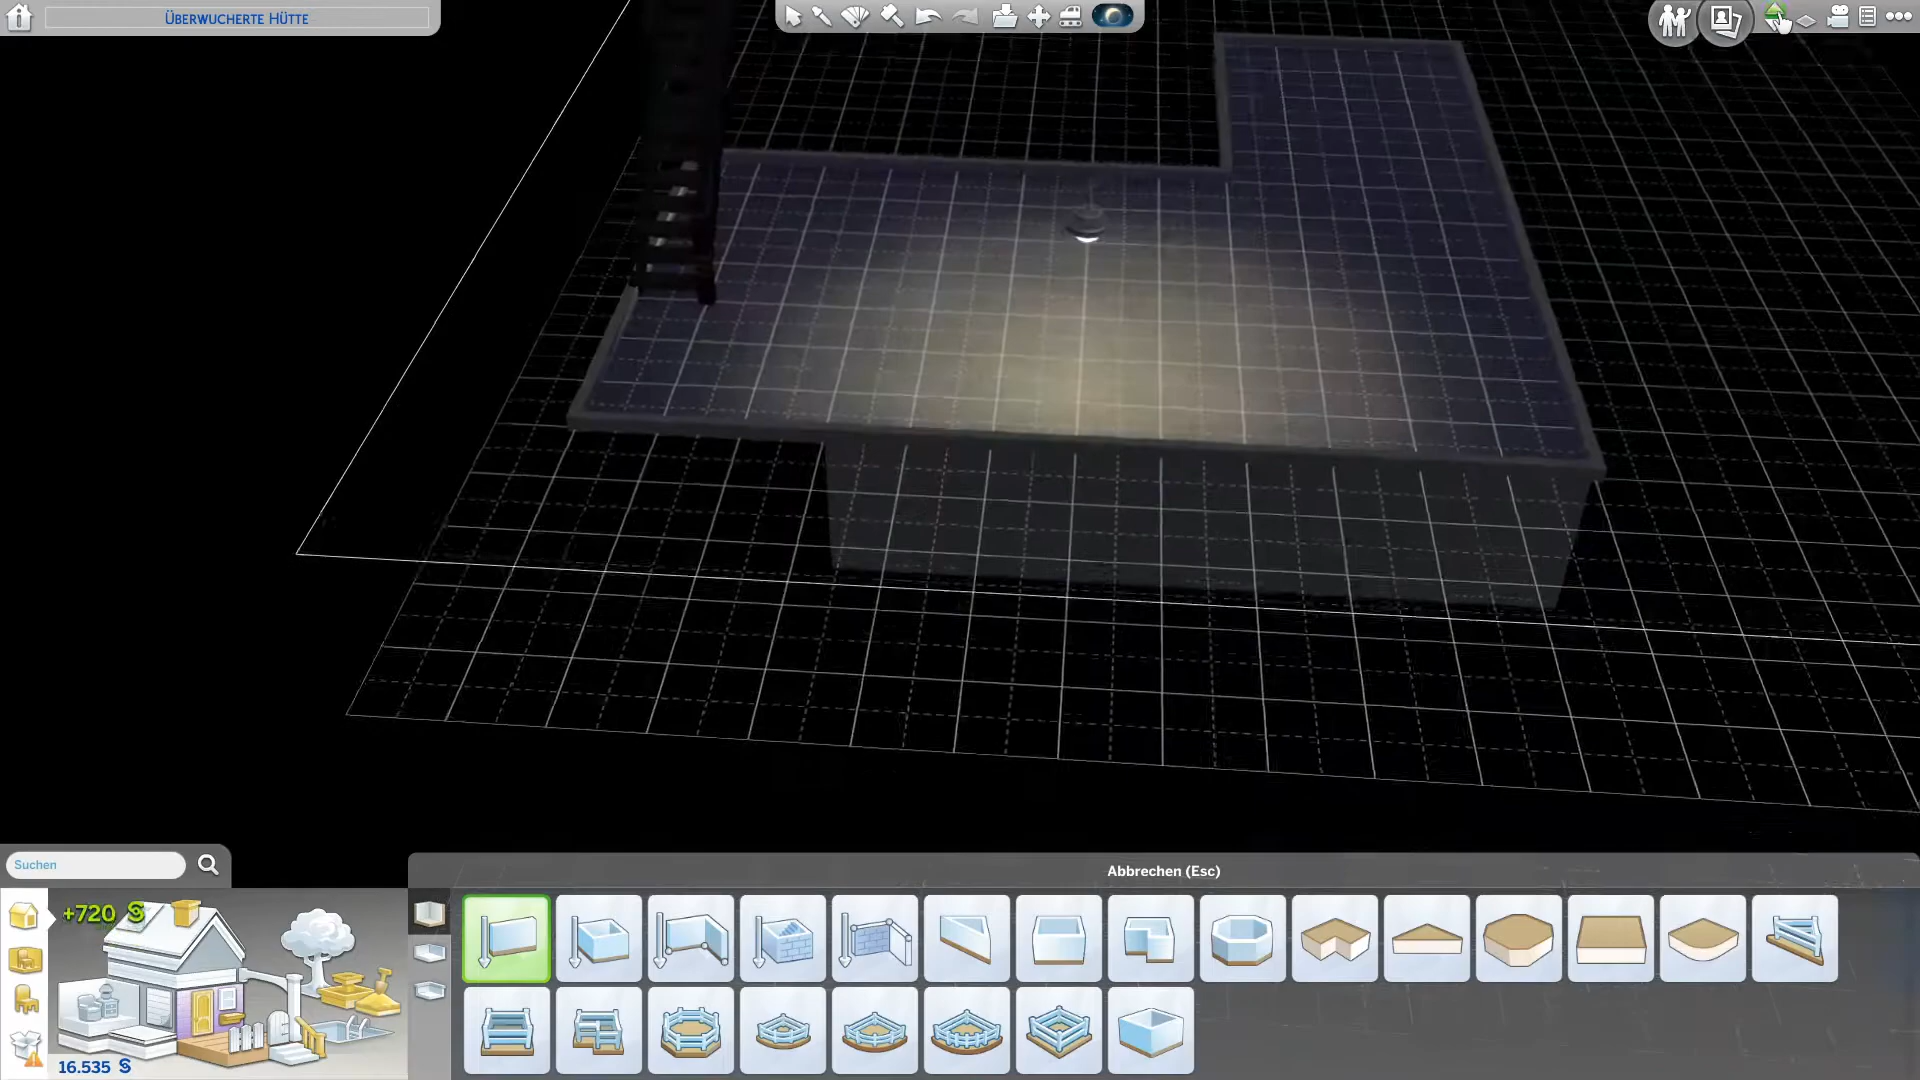 ÜBERWUCHERTE HÜTTE
Suchen
Abbrechen (Esc)
+720 S
16.535 S